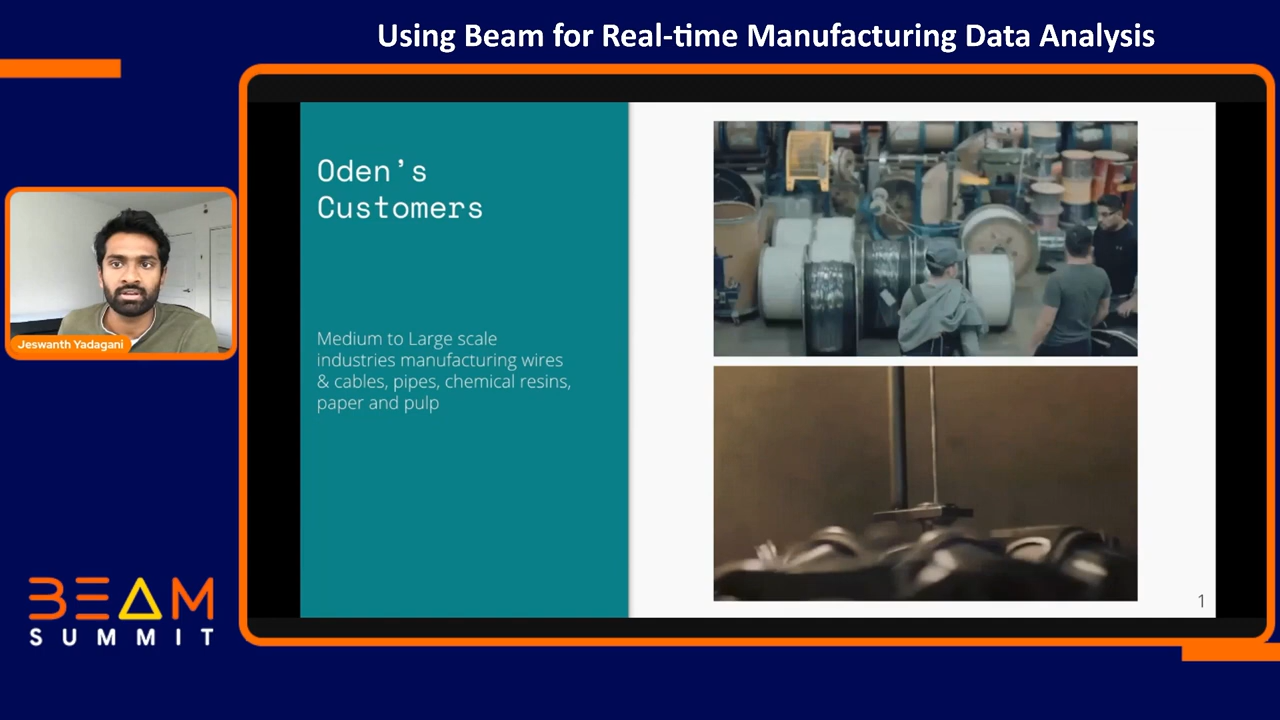 Using Beam for Real-time Manufacturing Data Analysis
Oden's
Customers
Medium to Large scale
industries manufacturing wires
& cables, pipes, chemical resins,
paper and pulp
Jeswanth Yadagani
BEAM
SUMMIT
1